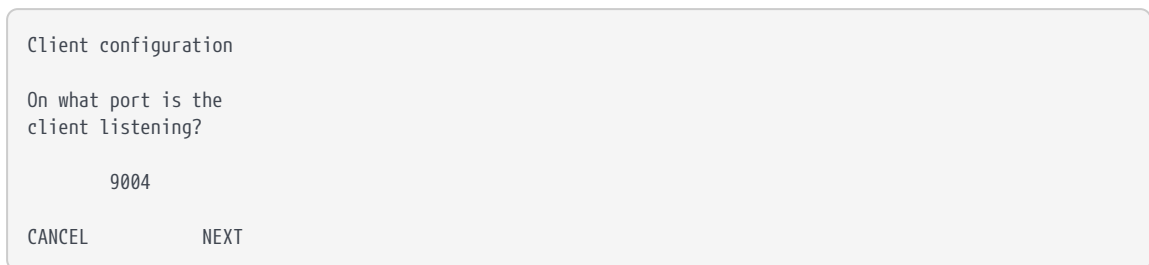 Client configuration
On what port is the
client listening?
9004
CANCEL NEXT